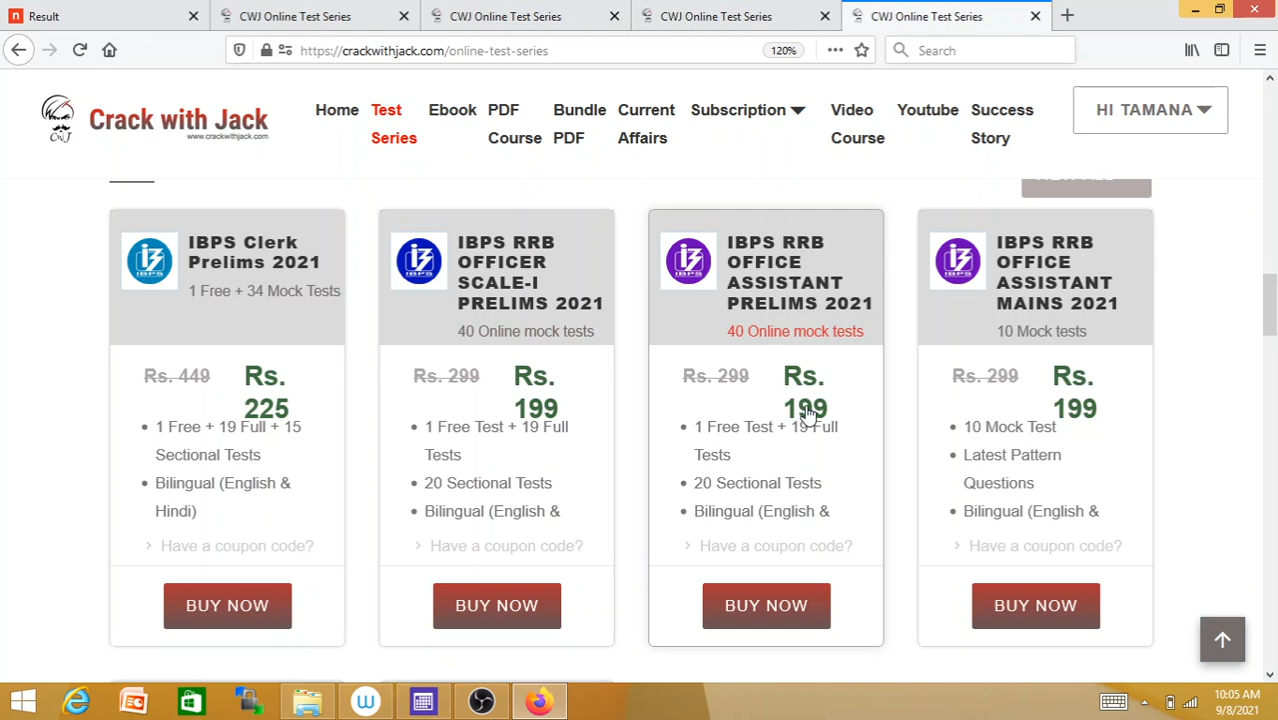 Result
CWJ Online Test Series
CWJ Online Test Series
CWJ Online Test Series
CWJ Online Test Series
https://crackwithjack.com/online-test-series
120%
Search
CWJ
Crack with Jack
www.crackwithjack.com
Home
Test
Series
Ebook
PDF
Course
Bundle
PDF
Current
Affairs
Subscription
Video
Course
Youtube
Success
Story
HI TAMANA
IBPS
IBPS Clerk
Prelims 2021
1 Free + 34 Mock Tests
Rs. 449
Rs.
225
• 1 Free + 19 Full + 15
Sectional Tests
• Bilingual (English &
Hindi)
Have a coupon code?
BUY NOW
IBPS
IBPS RRB
OFFICER
SCALE-I
PRELIMS 2021
40 Online mock tests
Rs. 299
Rs.
199
• 1 Free Test + 19 Full
Tests
• 20 Sectional Tests
• Bilingual (English &
Have a coupon code?
BUY NOW
IBPS
IBPS RRB
OFFICE
ASSISTANT
PRELIMS 2021
40 Online mock tests
Rs. 299
Rs.
199
• 1 Free Test + 19 Full
Tests
• 20 Sectional Tests
• Bilingual (English &
Have a coupon code?
BUY NOW
IBPS
IBPS RRB
OFFICE
ASSISTANT
MAINS 2021
10 Mock tests
Rs. 299
Rs.
199
• 10 Mock Test
• Latest Pattern
Questions
• Bilingual (English &
Have a coupon code?
BUY NOW
10:05 AM
9/8/2021